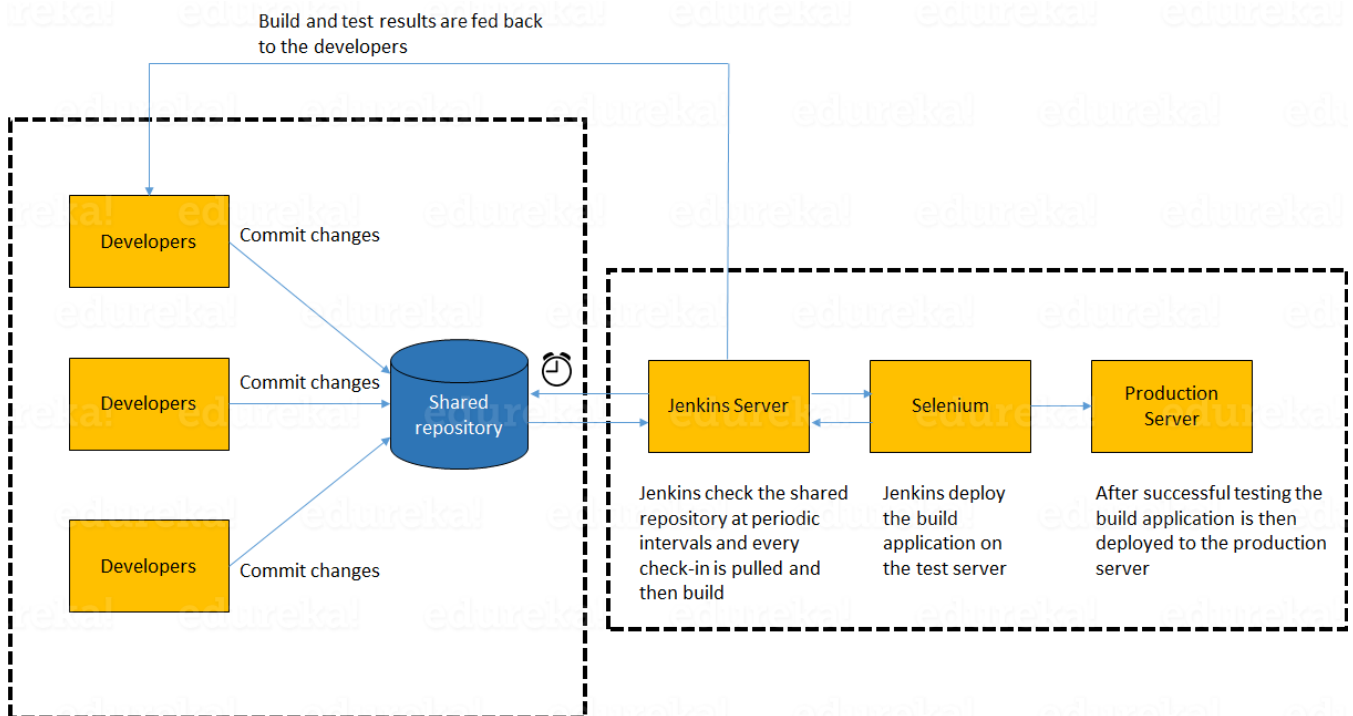 Build and test results are fed back
to the developers
Developers
Commit changes
Developers
Commit changes
Developers
Commit changes
Shared
repository
Jenkins Server
Selenium
Production
Server
Jenkins check the shared
repository at periodic
intervals and every
check-in is pulled and
then build
Jenkins deploy
the build
application on
the test server
After successful testing the
build application is then
deployed to the production
server
edureka!